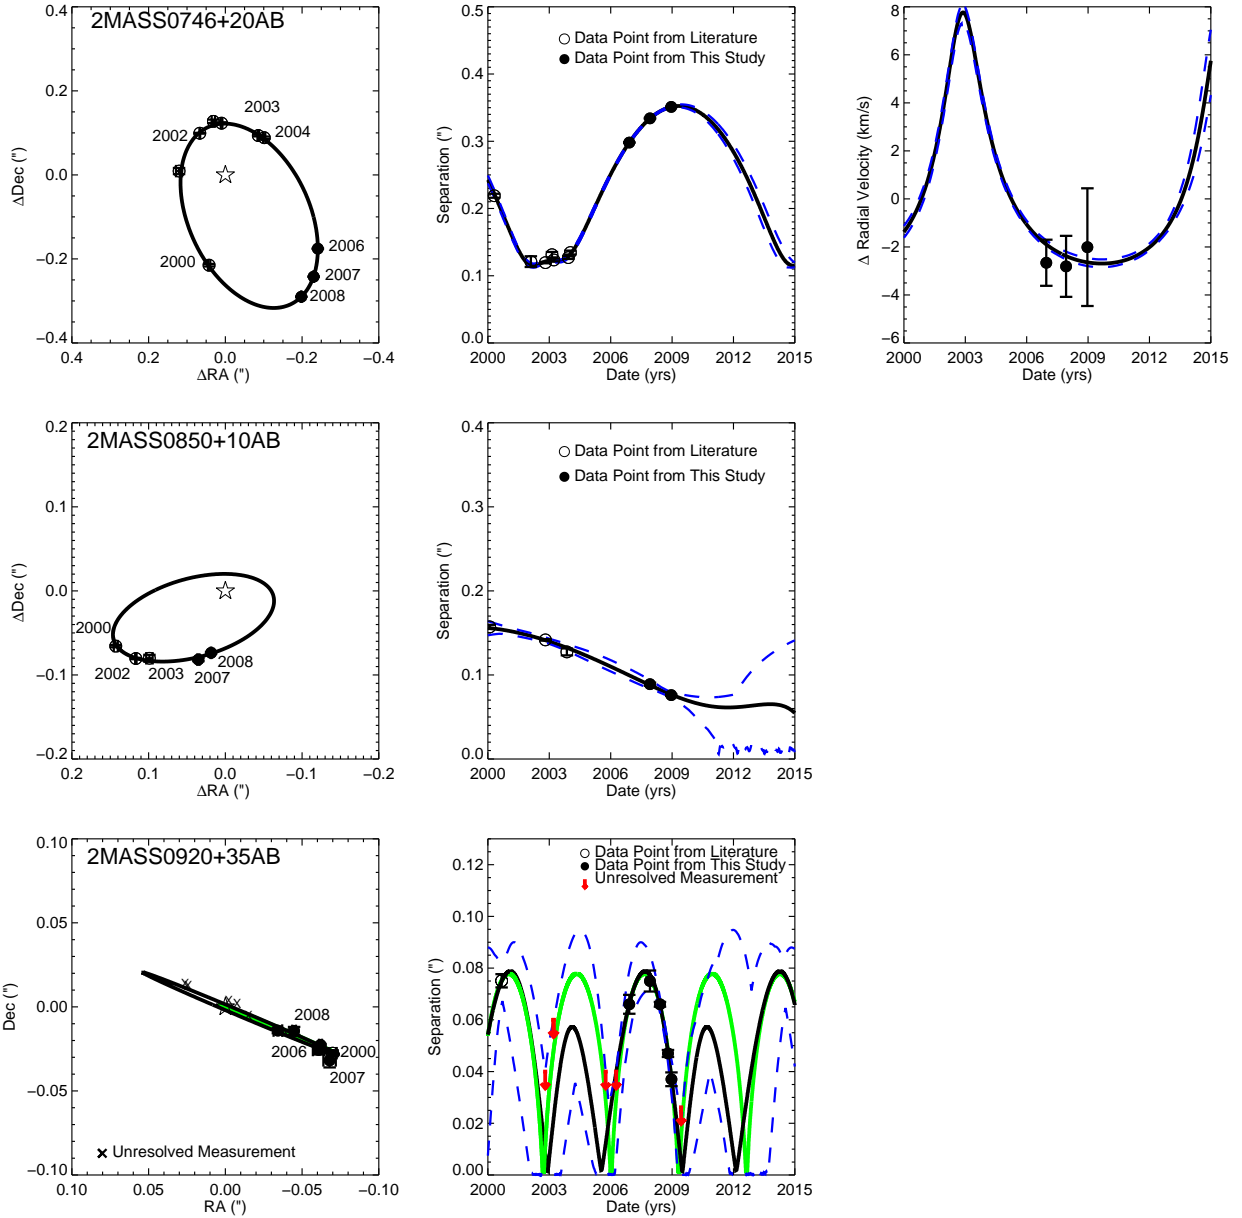 2MASS0746+20AB
0.4
0.2
0.0
−0.2
−0.4
ΔDec (")
2003
2002
2004
2006
2000
2007
2008
0.4 0.2 0.0 −0.2 −0.4
ΔRA (")
0.5
0.4
0.3
0.2
0.1
0.0
Separation (")
Data Point from Literature
Data Point from This Study
2000 2003 2006 2009 2012 2015
Date (yrs)
8
6
4
2
0
−2
−4
−6
Δ Radial Velocity (km/s)
2000 2003 2006 2009 2012 2015
Date (yrs)
2MASS0850+10AB
0.2
0.1
0.0
−0.1
−0.2
ΔDec (")
2000
2002
2003
2008
2007
0.2 0.1 0.0 −0.1 −0.2
ΔRA (")
0.4
0.3
0.2
0.1
0.0
Separation (")
Data Point from Literature
Data Point from This Study
2000 2003 2006 2009 2012 2015
Date (yrs)
2MASS0920+35AB
0.10
0.05
0.00
−0.05
−0.10
Dec (")
2008
2006
2000
2007
Unresolved Measurement
0.10 0.05 0.00 −0.05 −0.10
RA (")
0.12
0.10
0.08
0.06
0.04
0.02
0.00
Separation (")
Data Point from Literature
Data Point from This Study
Unresolved Measurement
2000 2003 2006 2009 2012 2015
Date (yrs)